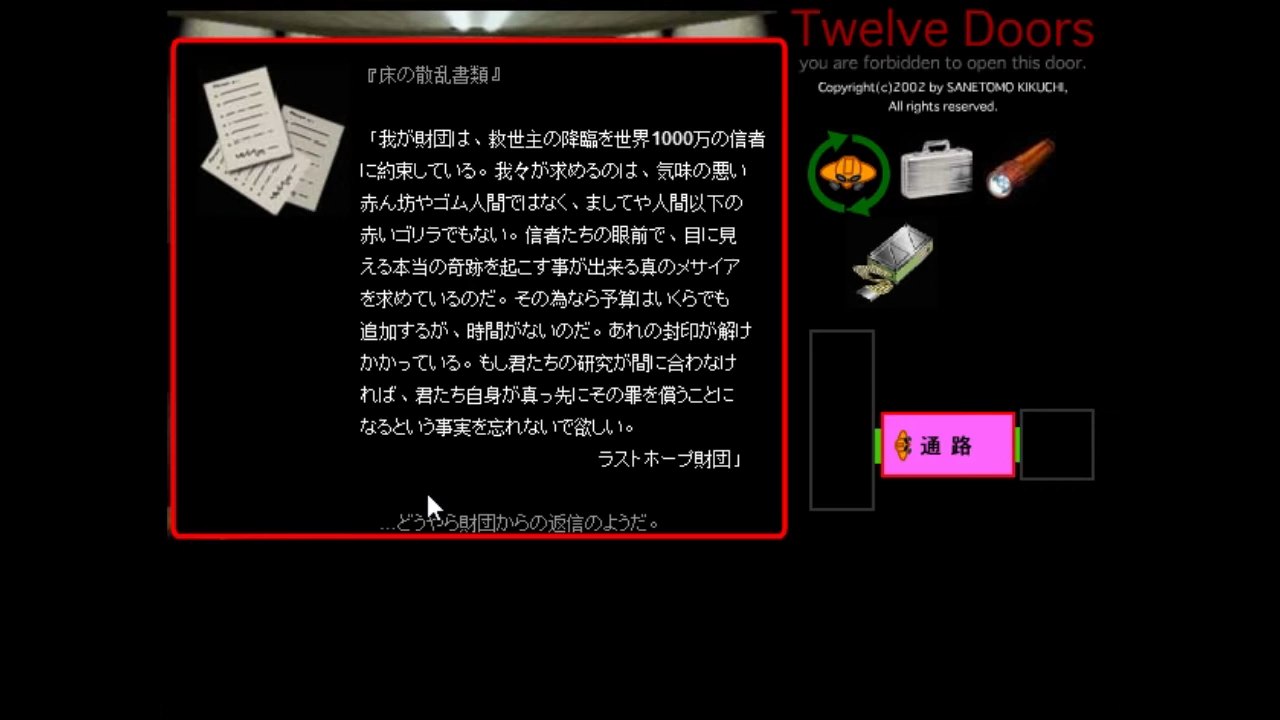 Twelve Doors
you are forbidden to open this door.
Copyright(c)2002 by SANETOMO KIKUCHI,
All rights reserved.
『床の散乱書類』
「我が財団は、救世主の降臨を世界1000万の信者
に約束している。我々が求めるのは、気味の悪い
赤ん坊やゴム人間ではなく、ましてや人間以下の
赤いゴリラでもない。信者たちの眼前で、目に見
える本当の奇跡を起こす事が出来る真のメサイア
を求めているのだ。その為なら予算はいくらでも
追加するが、時間がないのだ。あれの封印が解け
かかっている。もし君たちの研究が間に合わなけ
れば、君たち自身が真っ先にその罪を償うことに
なるという事実を忘れないで欲しい。
ラストホープ財団」
...どうやら財団からの返信のようだ。
通路